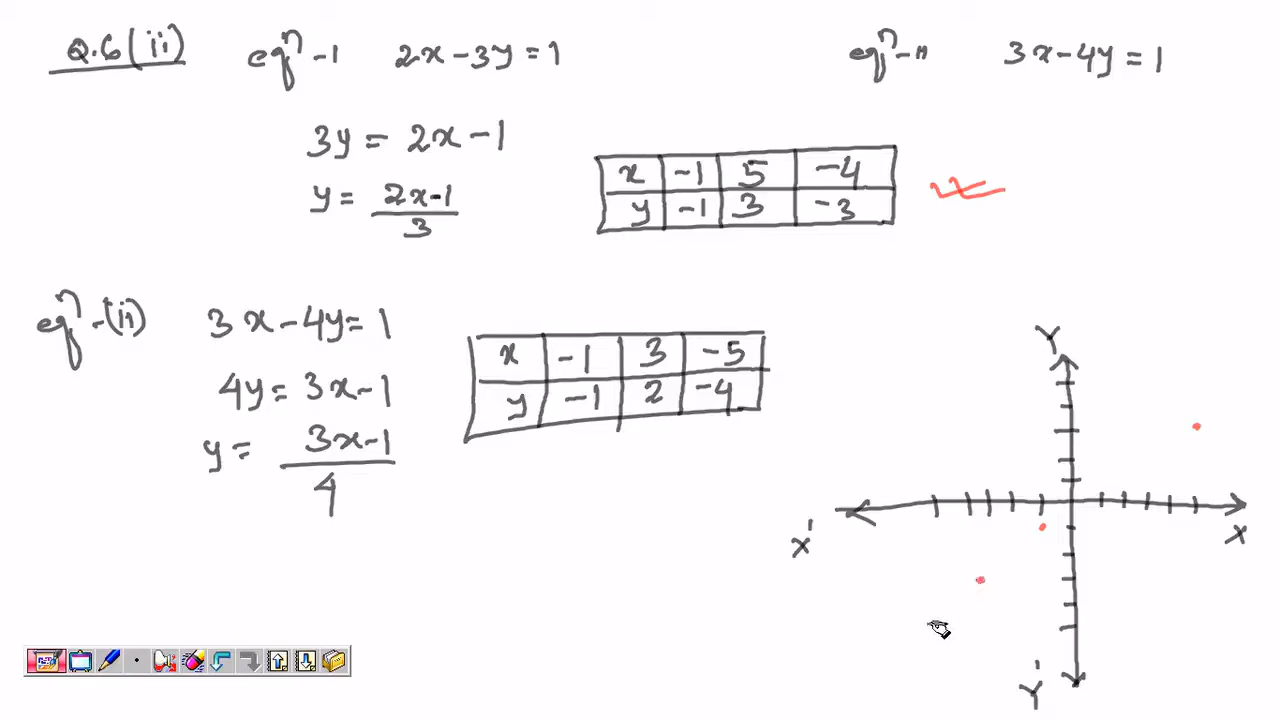 Q.6(ii) eqⁿ-1 2x-3y=1 eqⁿ-11 3x-4y=1
3y = 2x-1
y = 2x-1
3
x -1 5 -4
y -1 3 -3
eqⁿ-(ii) 3x-4y=1
4y = 3x-1
y = 3x-1
4
x -1 3 -5
y -1 2 -4
Y
X' X
Y'